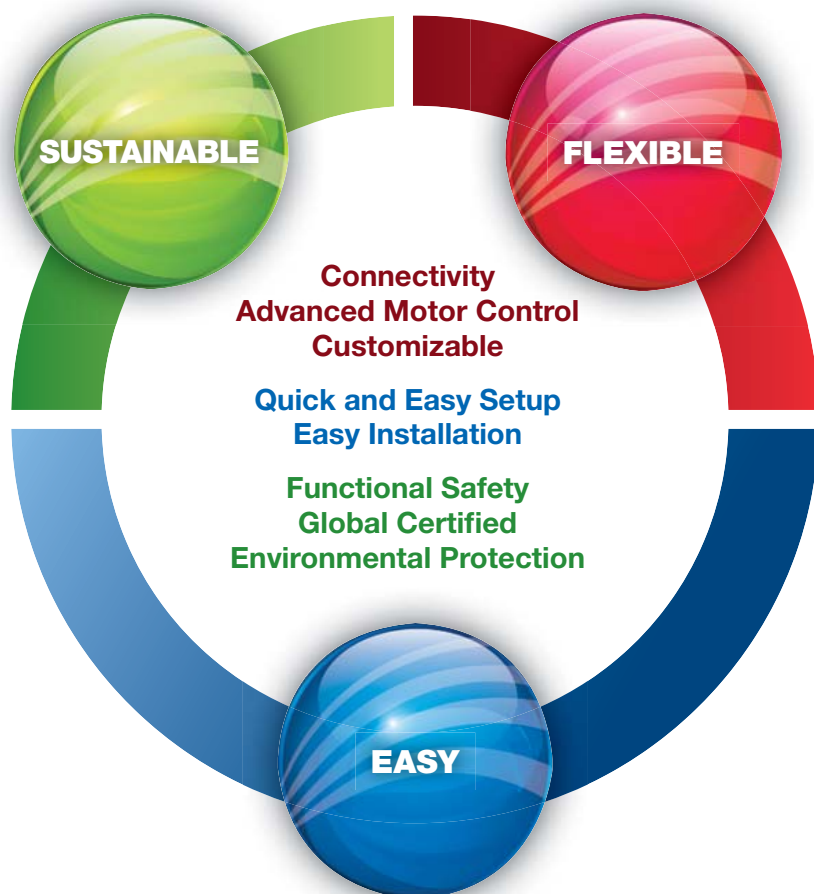 SUSTAINABLE
FLEXIBLE
Connectivity
Advanced Motor Control
Customizable
Quick and Easy Setup
Easy Installation
Functional Safety
Global Certified
Environmental Protection
EASY